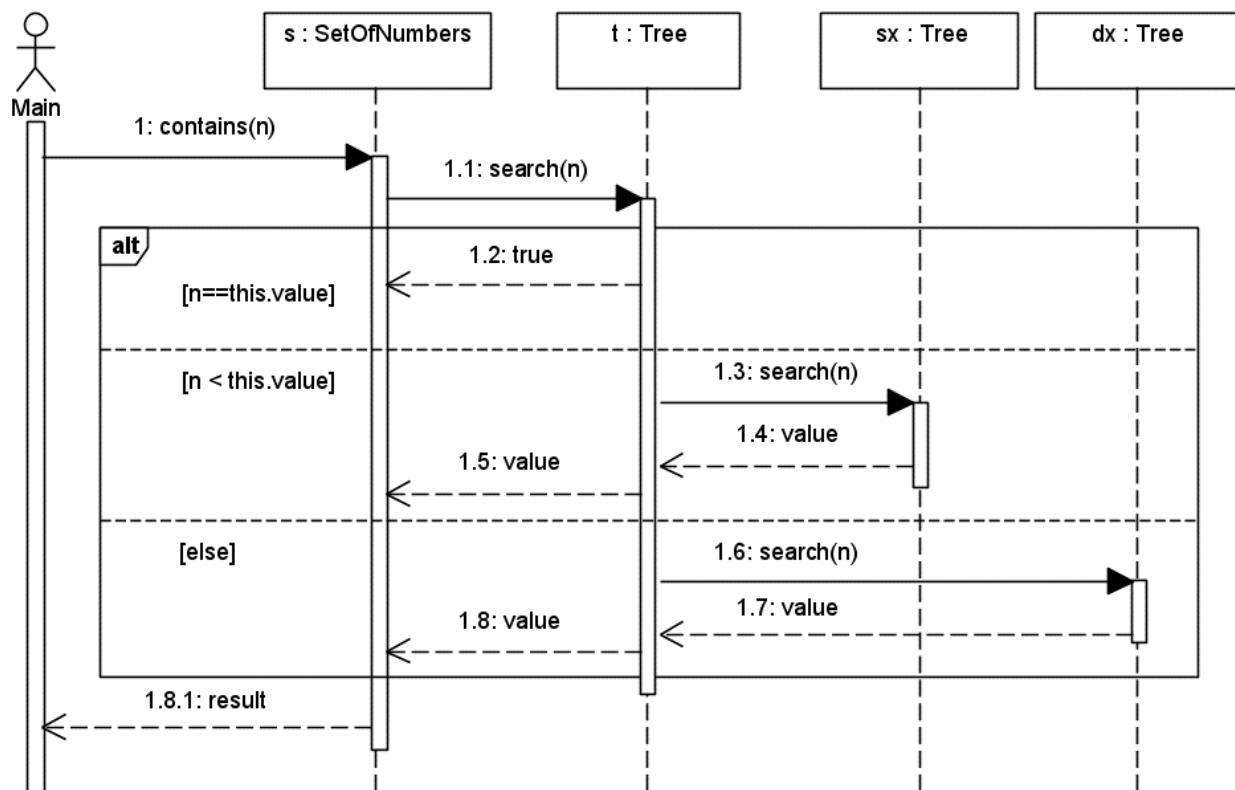 s : SetOfNumbers
t : Tree
sx : Tree
dx : Tree
Main
1: contains(n)
1.1: search(n)
alt
1.2: true
[n==this.value]
[n < this.value]
1.3: search(n)
1.4: value
1.5: value
[else]
1.6: search(n)
1.7: value
1.8: value
1.8.1: result